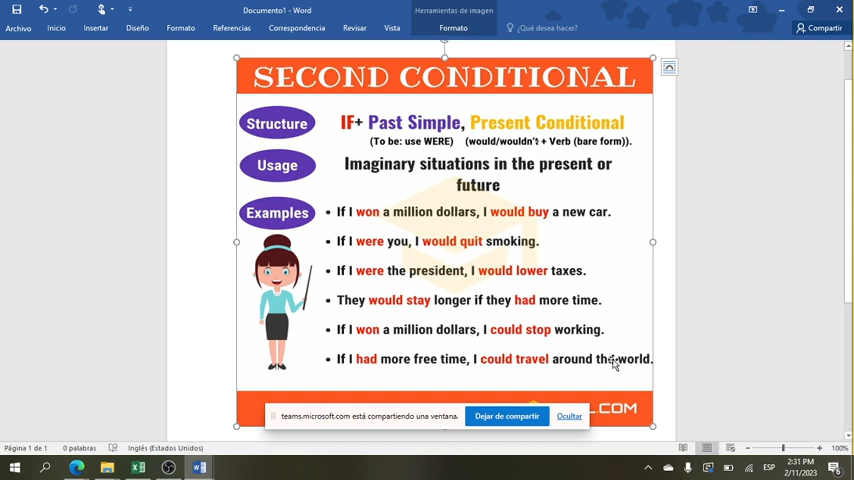 Documento1 - Word
Herramientas de imagen
Archivo Inicio Insertar Diseño Formato Referencias Correspondencia Revisar Vista Formato ¿Qué desea hacer? Compartir
SECOND CONDITIONAL
Structure
IF+ Past Simple, Present Conditional
(To be: use WERE) (would/wouldn't + Verb (bare form)).
Usage
Imaginary situations in the present or
future
Examples
• If I won a million dollars, I would buy a new car.
• If I were you, I would quit smoking.
• If I were the president, I would lower taxes.
• They would stay longer if they had more time.
• If I won a million dollars, I could stop working.
• If I had more free time, I could travel around the world.
.COM
teams.microsoft.com está compartiendo una ventana. Dejar de compartir Ocultar
Página 1 de 1 0 palabras Inglés (Estados Unidos) 100%
ESP
2:31 PM
2/11/2023